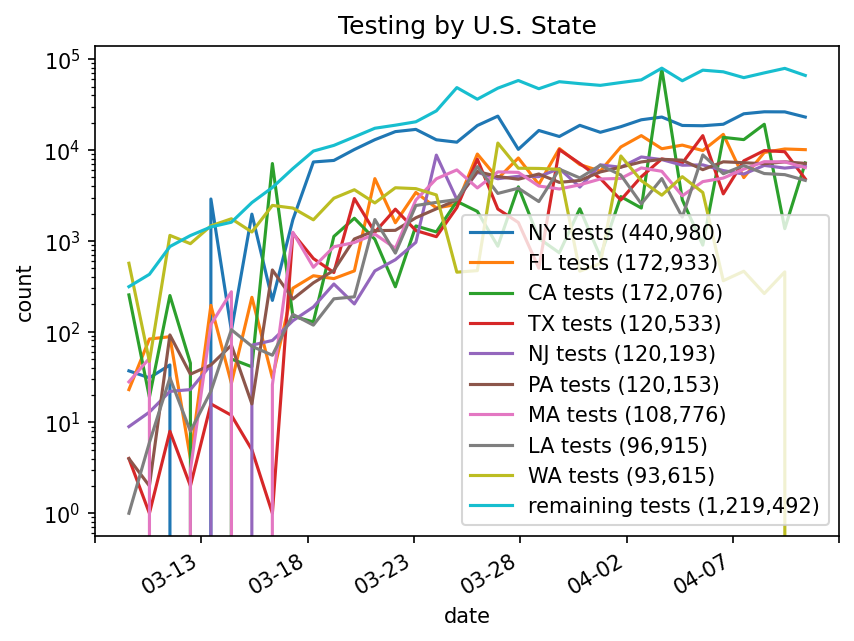 Testing by U.S. State
count
10^5
10^4
10^3
10^2
10^1
10^0
NY tests (440,980)
FL tests (172,933)
CA tests (172,076)
TX tests (120,533)
NJ tests (120,193)
PA tests (120,153)
MA tests (108,776)
LA tests (96,915)
WA tests (93,615)
remaining tests (1,219,492)
03-13 03-18 03-23 03-28 04-02 04-07
date